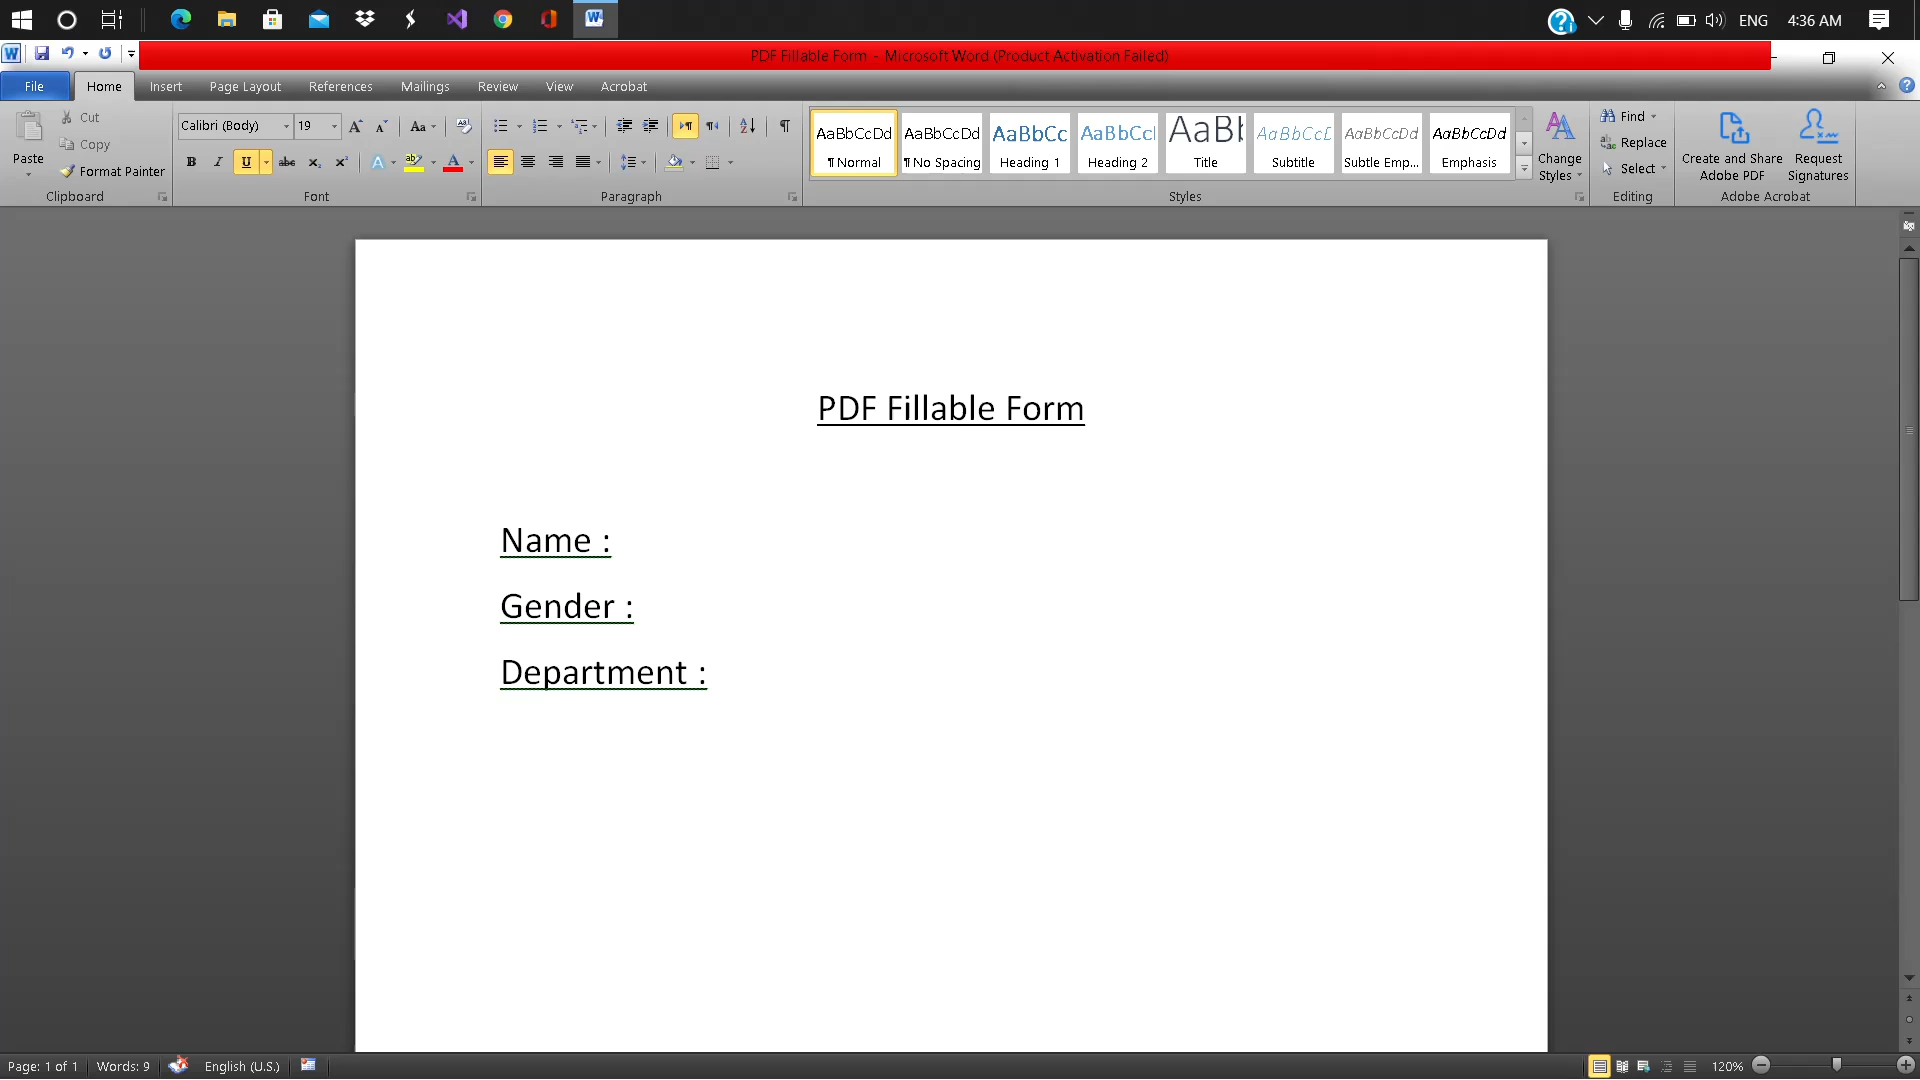 ENG 4:36 AM
PDF Fillable Form - Microsoft Word (Product Activation Failed)
File Home Insert Page Layout References Mailings Review View Acrobat
Paste
Cut
Copy
Format Painter
Clipboard
Calibri (Body) 19
Font
Paragraph
AaBbCcDd AaBbCcDd AaBbCc AaBbCcI AaBb AaBbCcD AaBbCcDd AaBbCcDd
¶ Normal ¶ No Spacing Heading 1 Heading 2 Title Subtitle Subtle Emp... Emphasis
Styles
Change Styles
Find
Replace
Select
Editing
Create and Share Adobe PDF
Request Signatures
Adobe Acrobat
PDF Fillable Form
Name :
Gender :
Department :
Page: 1 of 1 Words: 9 English (U.S.) 120%